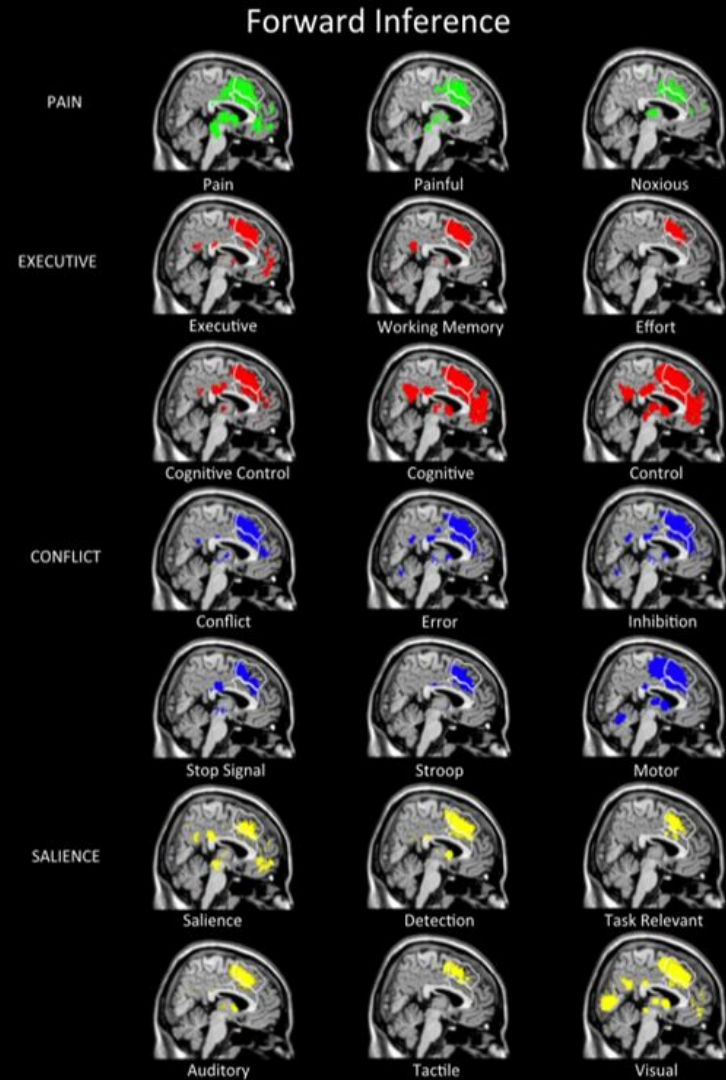 Forward Inference
PAIN
Pain Painful Noxious
EXECUTIVE
Executive Working Memory Effort
Cognitive Control Cognitive Control
CONFLICT
Conflict Error Inhibition
Stop Signal Stroop Motor
SALIENCE
Salience Detection Task Relevant
Auditory Tactile Visual